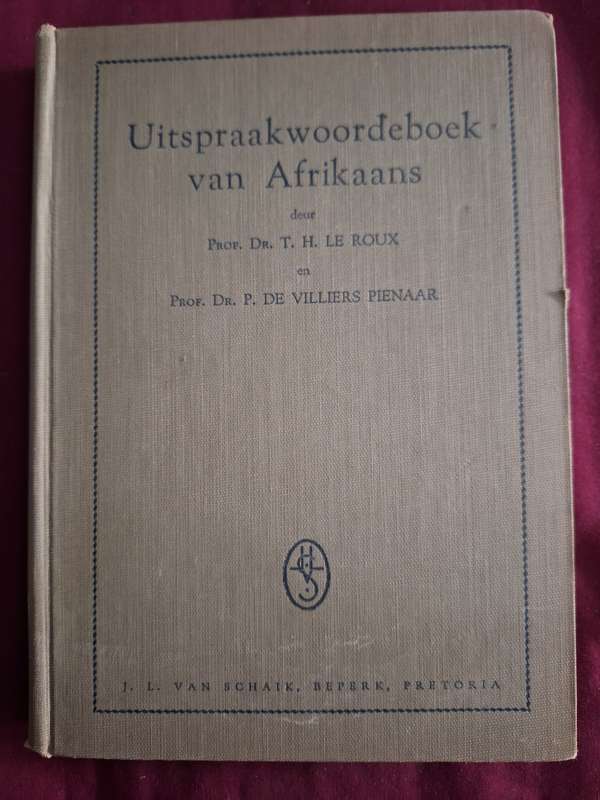 Uitspraakwoordeboek
van Afrikaans
deur
PROF. DR. T. H. LE ROUX
en
PROF. DR. P. DE VILLIERS PIENAAR
J. L. VAN SCHAIK, BEPERK, PRETORIA